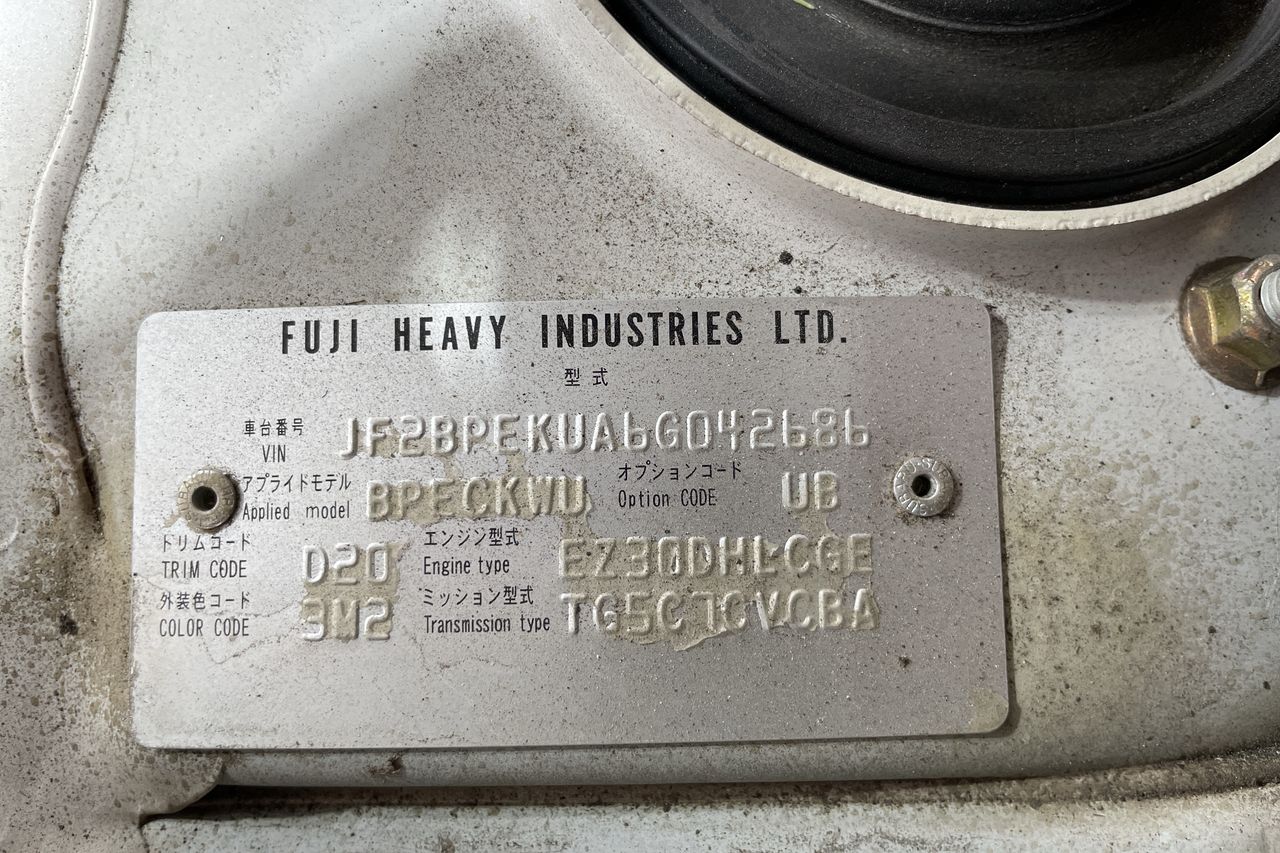 FUJI HEAVY INDUSTRIES LTD.
型式
車台番号 VIN JF2BPEKUA6G042686
アプライドモデル Applied model BPECKWU オプションコード Option CODE UB
トリムコード TRIM CODE D20 エンジン型式 Engine type EZ30DHLCGE
外装色コード COLOR CODE 3M2 ミッション型式 Transmission type TG5C7CVCBA